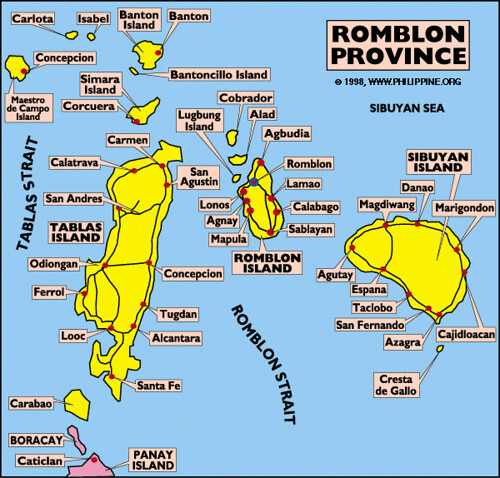 Carlota
Isabel
Banton
Island
Banton
ROMBLON
PROVINCE
© 1998, WWW.PHILIPPINE.ORG
SIBUYAN SEA
Concepcion
Maestro
de Campo
Island
Bantoncillo Island
Simara
Island
Corcuera
Cobrador
Lugbung
Island
Alad
Agbudia
Carmen
Calatrava
San
Agustin
Romblon
Lamao
Lonos
Agnay
Mapula
Calabago
Sablayan
ROMBLON
ISLAND
SIBUYAN
ISLAND
Danao
Magdiwang
Marigondon
TABLAS STRAIT
San Andres
TABLAS
ISLAND
Odiongan
Concepcion
Ferrol
Tugdan
Looc
Alcantara
Santa Fe
ROMBLON STRAIT
Agutay
Espana
Taclobo
San Fernando
Azagra
Cajidloacan
Cresta
de Gallo
Carabao
BORACAY
Caticlan
PANAY
ISLAND